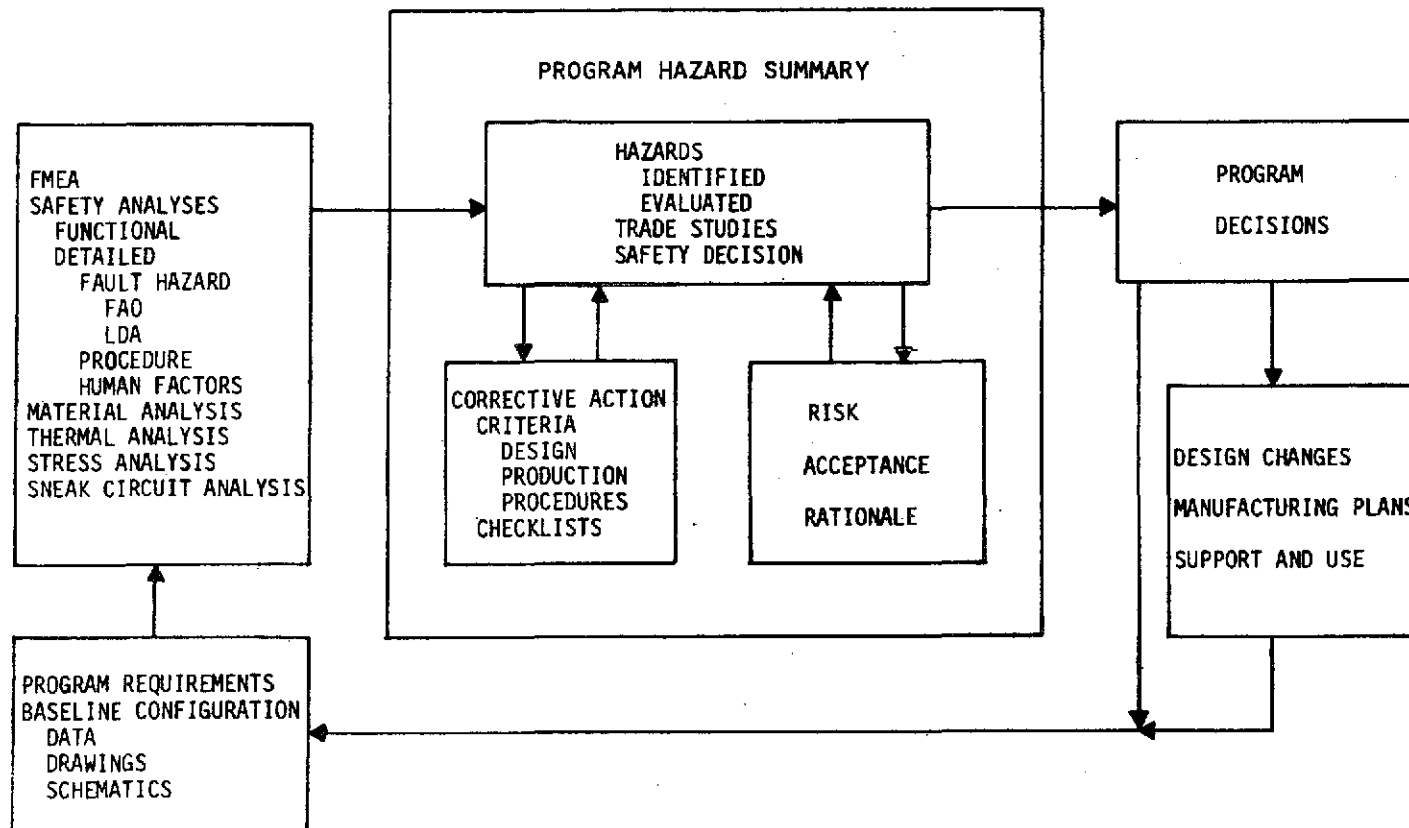 PROGRAM HAZARD SUMMARY
FMEA
SAFETY ANALYSES
FUNCTIONAL
DETAILED
FAULT HAZARD
FAO
LDA
PROCEDURE
HUMAN FACTORS
MATERIAL ANALYSIS
THERMAL ANALYSIS
STRESS ANALYSIS
SNEAK CIRCUIT ANALYSIS
HAZARDS
IDENTIFIED
EVALUATED
TRADE STUDIES
SAFETY DECISION
PROGRAM
DECISIONS
CORRECTIVE ACTION
CRITERIA
DESIGN
PRODUCTION
PROCEDURES
CHECKLISTS
RISK
ACCEPTANCE
RATIONALE
DESIGN CHANGES
MANUFACTURING PLANS
SUPPORT AND USE
PROGRAM REQUIREMENTS
BASELINE CONFIGURATION
DATA
DRAWINGS
SCHEMATICS